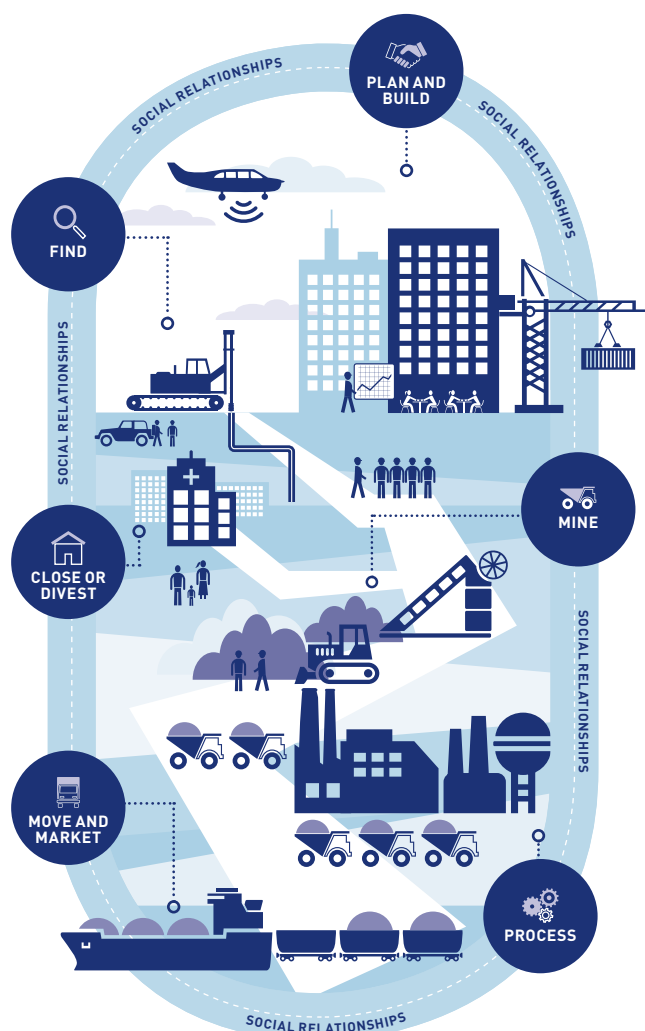 SOCIAL RELATIONSHIPS
PLAN AND
BUILD
SOCIAL RELATIONSHIPS
FIND
SOCIAL RELATIONSHIPS
MINE
CLOSE OR
DIVEST
SOCIAL RELATIONSHIPS
MOVE AND
MARKET
PROCESS
SOCIAL RELATIONSHIPS